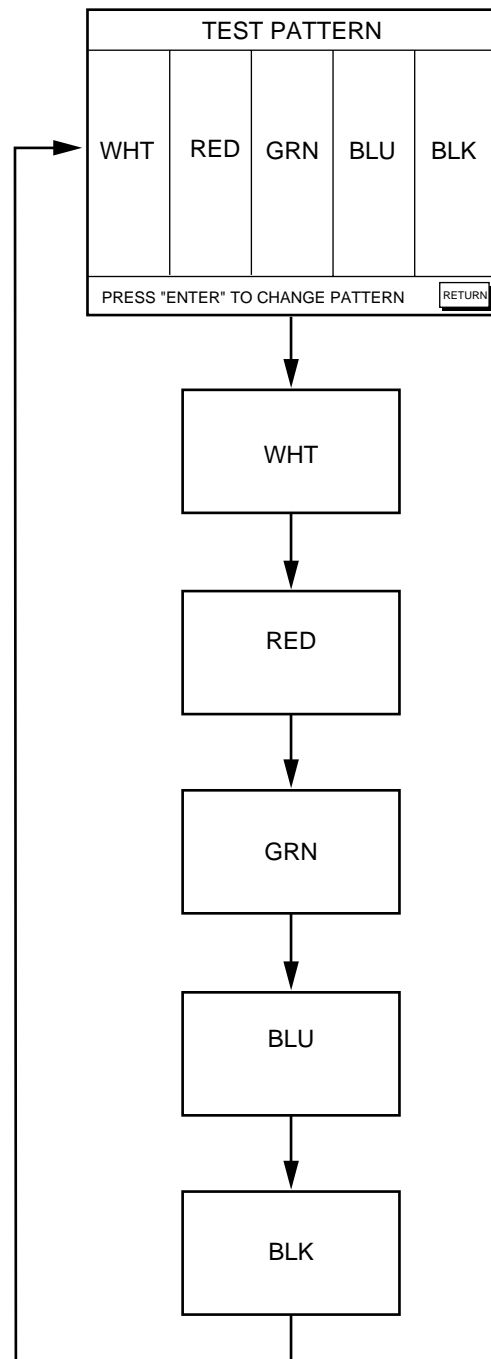 TEST PATTERN
WHT RED GRN BLU BLK
PRESS "ENTER" TO CHANGE PATTERN RETURN
WHT
RED
GRN
BLU
BLK